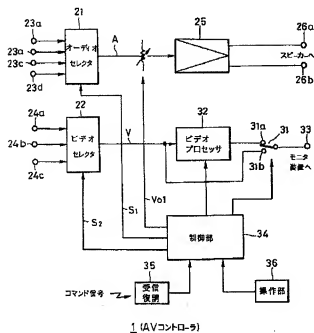 21
25
26a
23a
オーディオ
セレクタ
A
23a
23c
23d
スピーカーへ
26b
24a
22
32
31a
31
33
24b
ビデオ
セレクタ
V
ビデオ
プロセッサ
31b
24c
モニタ
装置へ
Vo1
S1
S2
制御部
34
35
36
コマンド信号
受信
復調
操作部
1 (AVコントローラ)